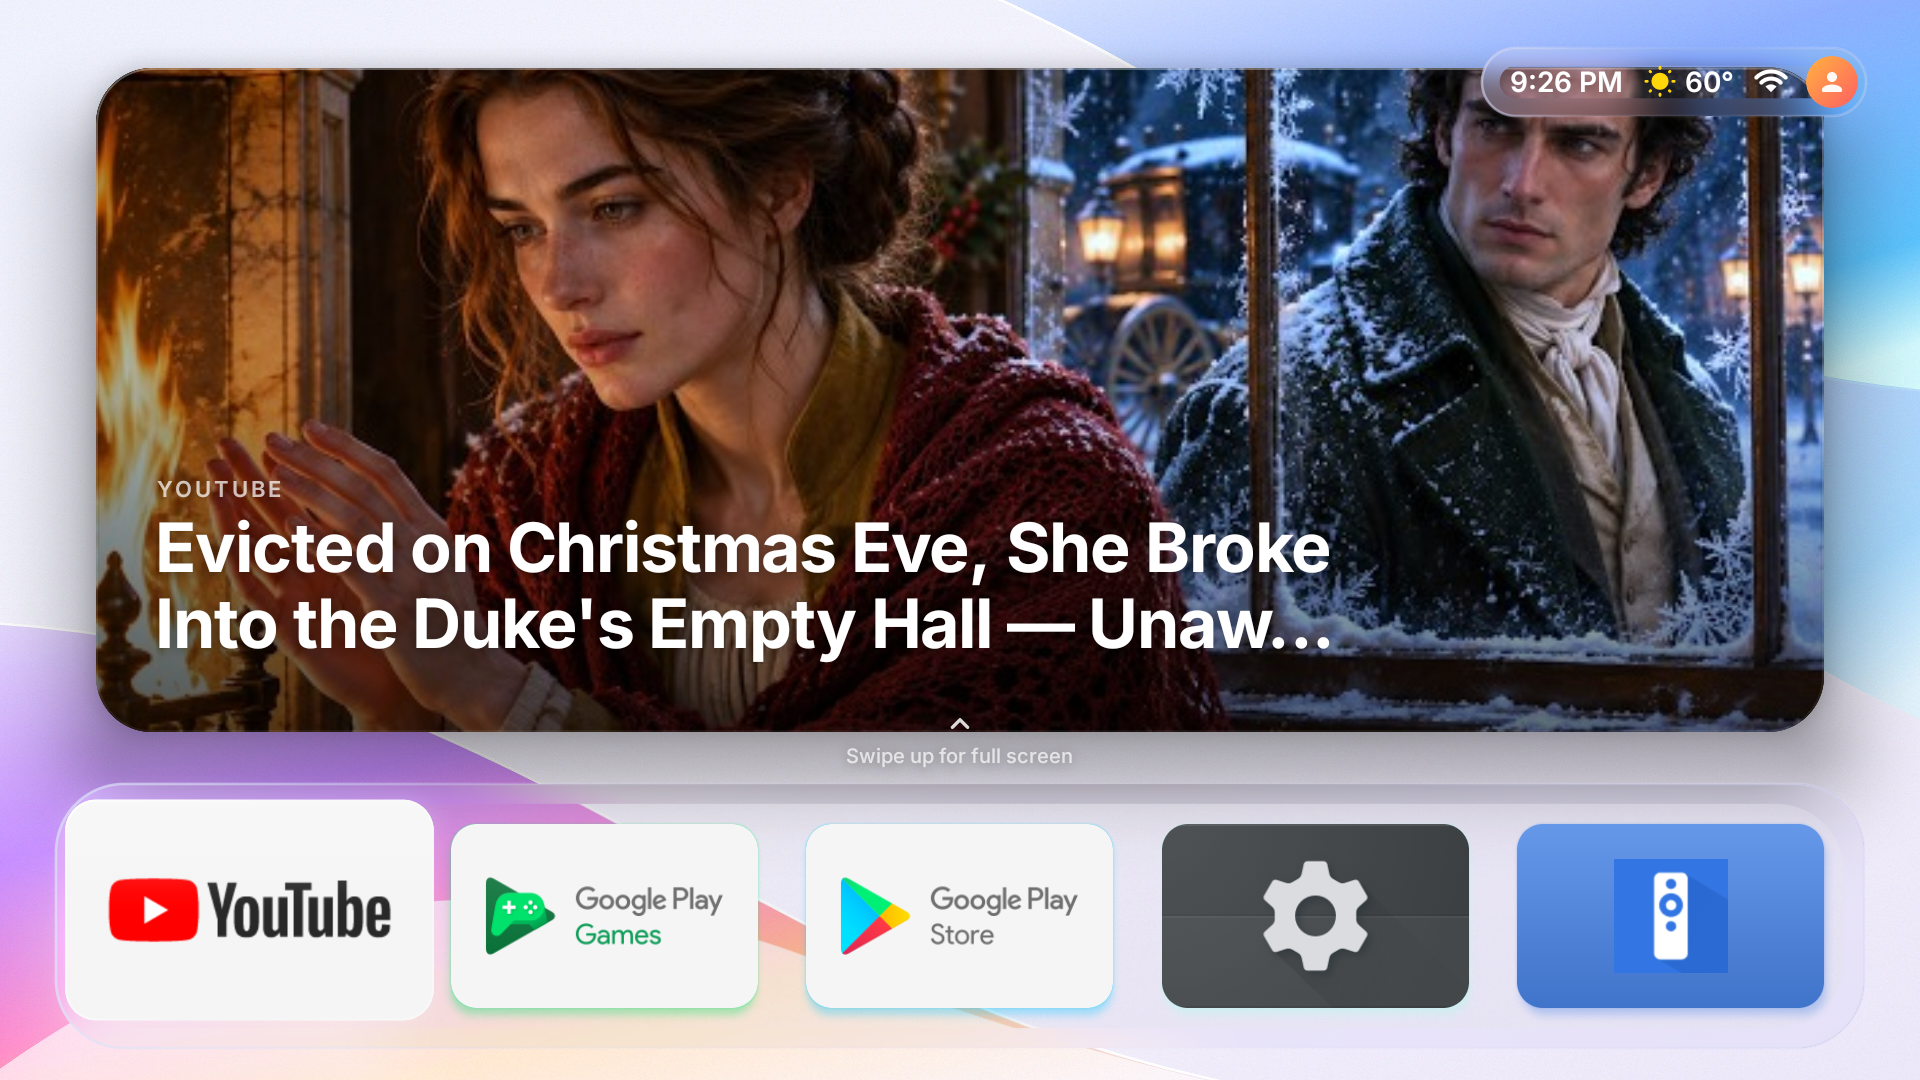 9:26 PM 60°
YOUTUBE
Evicted on Christmas Eve, She Broke
Into the Duke's Empty Hall — Unaw...
Swipe up for full screen
YouTube
Google Play
Games
Google Play
Store